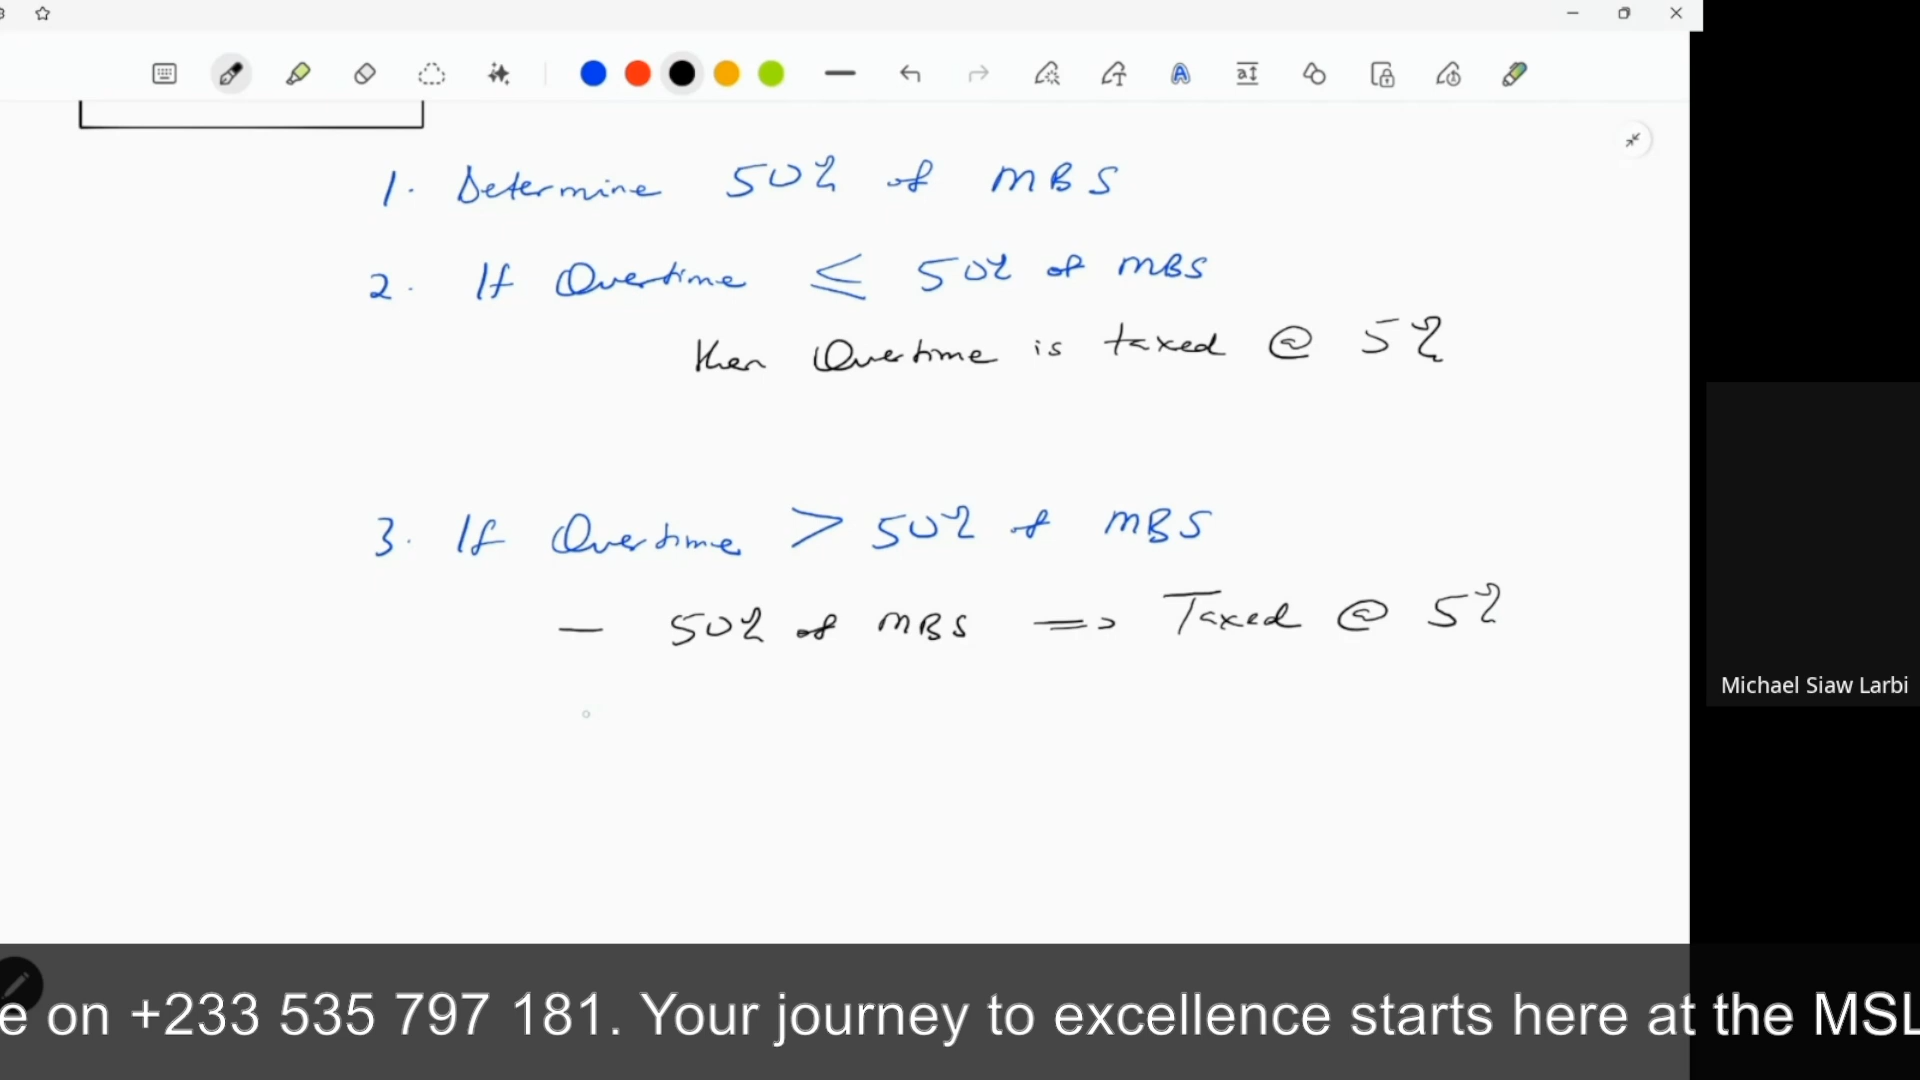 1. Determine 50% of MBS
2. If Overtime ≤ 50% of MBS
then Overtime is taxed @ 5%
3. If Overtime > 50% of MBS
— 50% of MBS => Taxed @ 5%
Michael Siaw Larbi
e on +233 535 797 181. Your journey to excellence starts here at the MSL